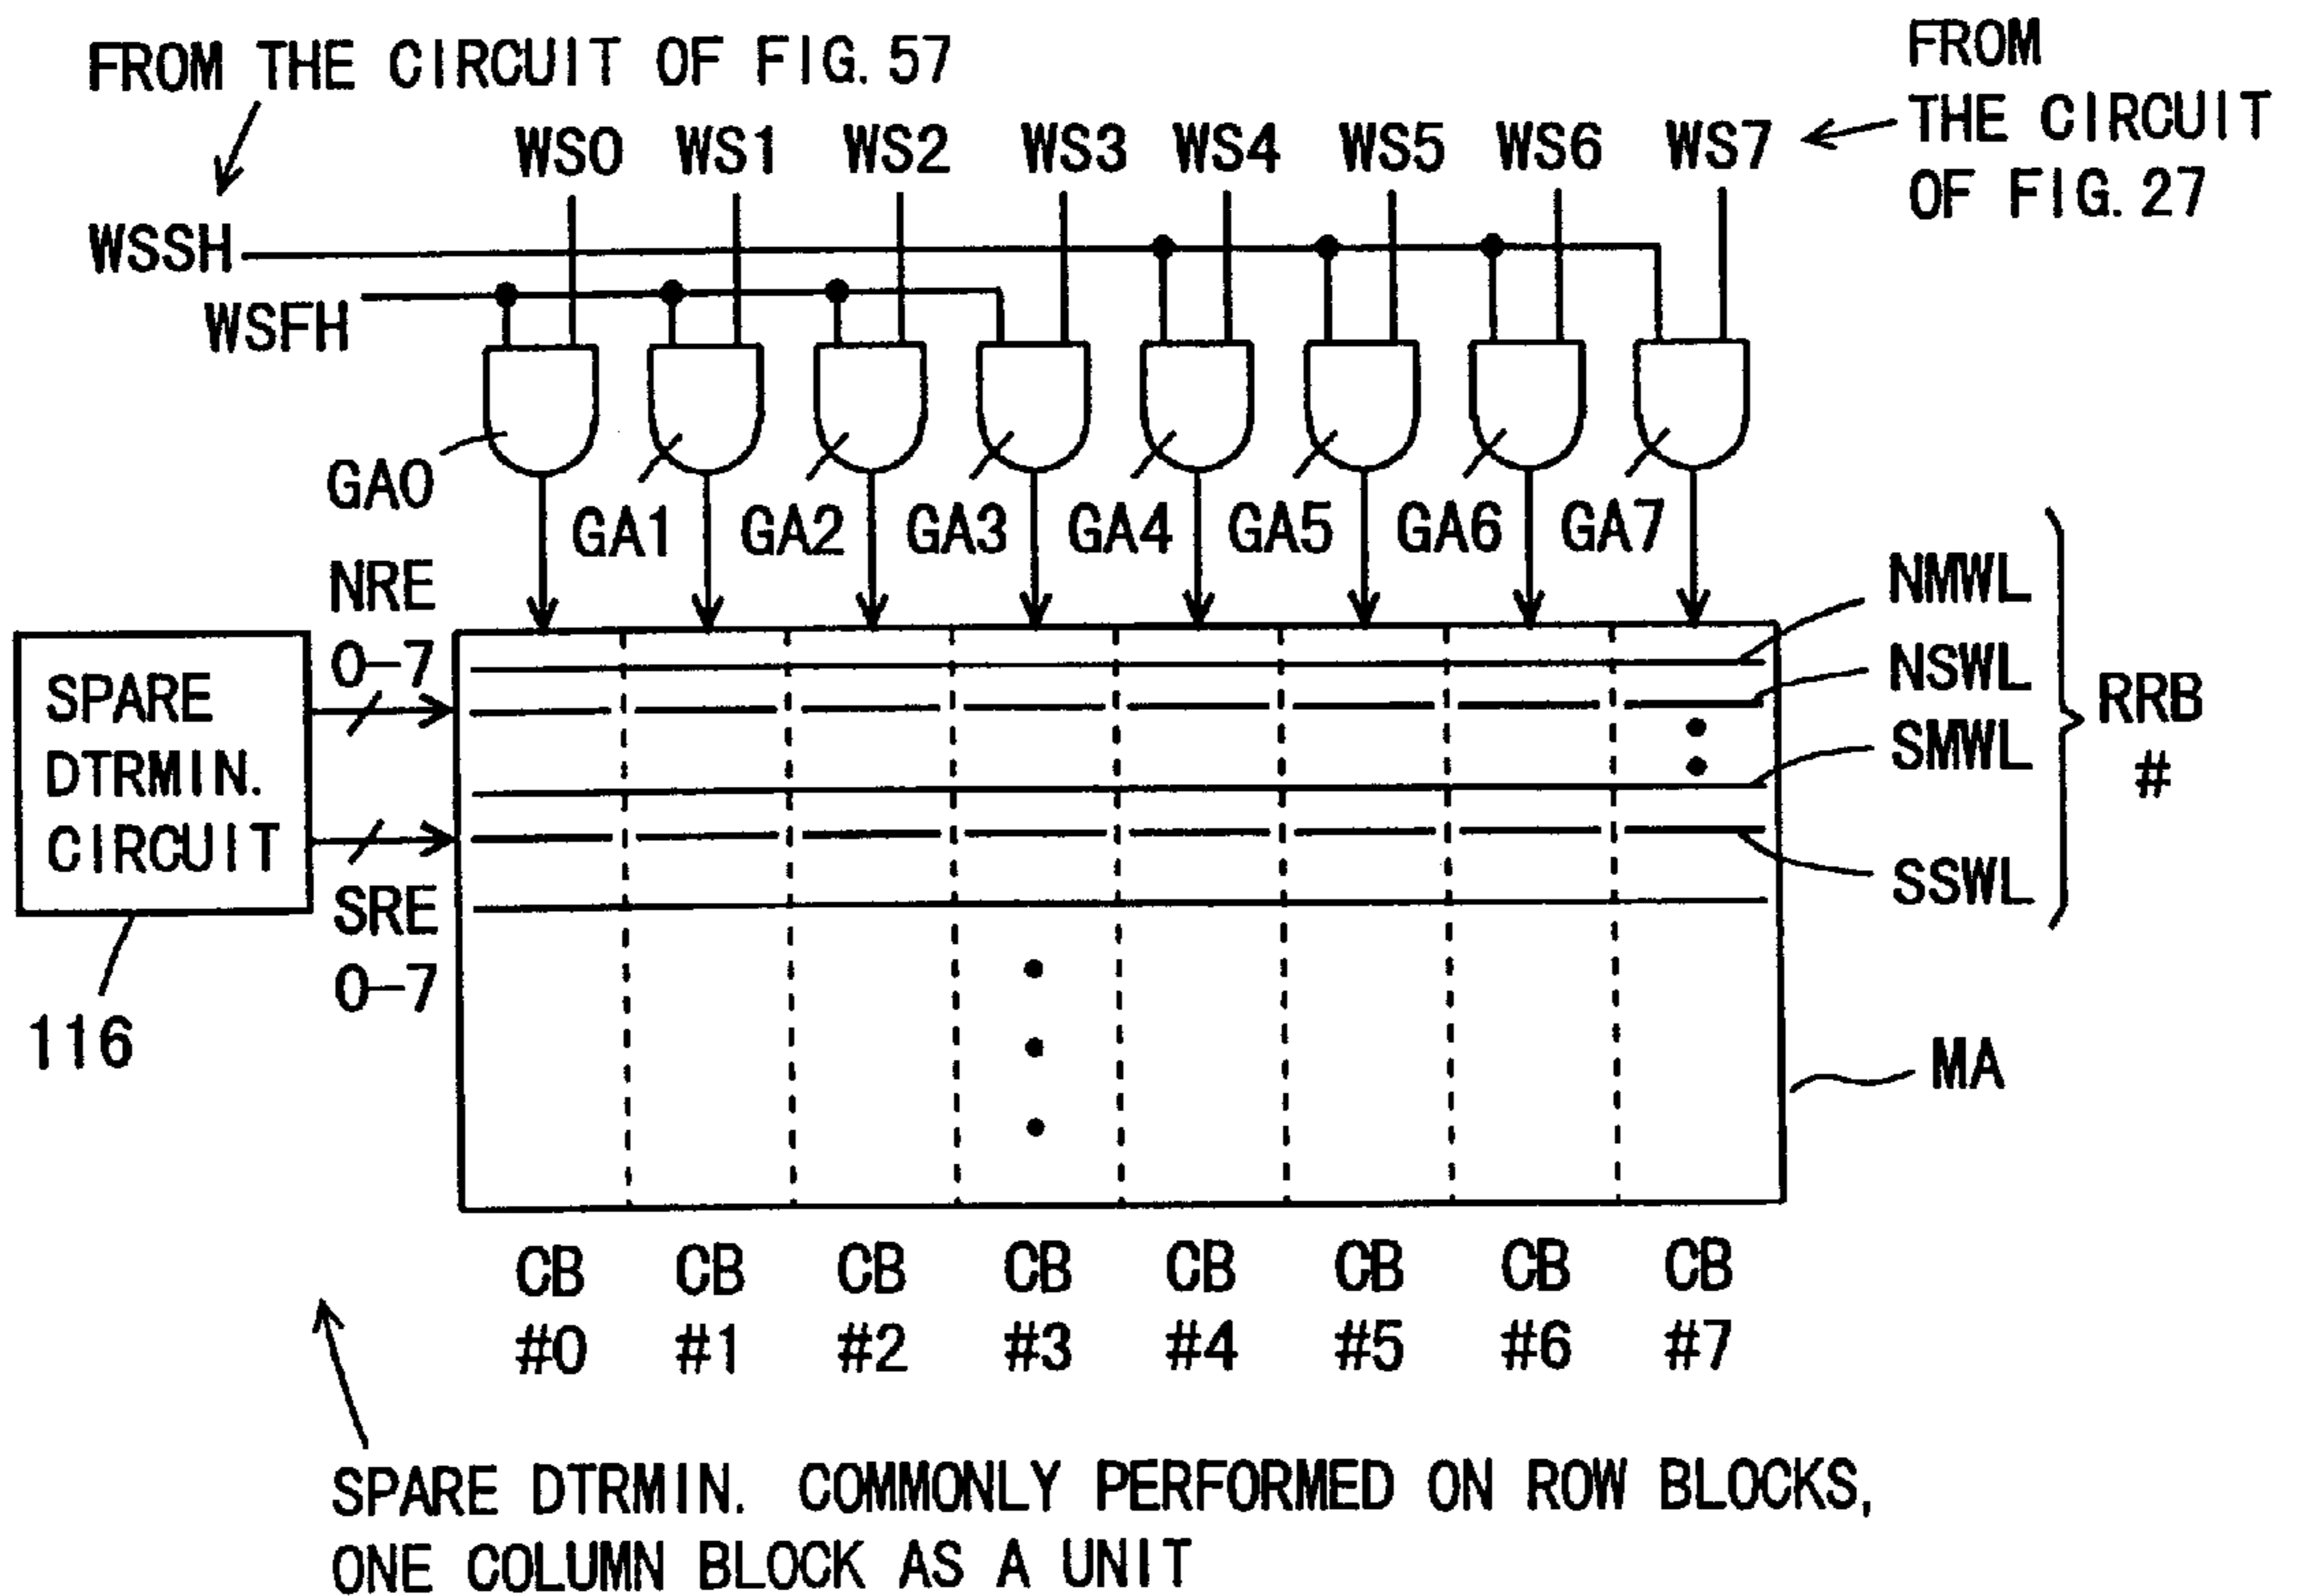 FROM THE CIRCUIT OF FIG. 57
FROM
THE CIRCUIT
OF FIG. 27
WS0 WS1 WS2 WS3 WS4 WS5 WS6 WS7
WSSH
WSFH
GA0 GA1 GA2 GA3 GA4 GA5 GA6 GA7
NRE
0-7
SPARE
DTRMIN.
CIRCUIT
SRE
0-7
116
NMWL
NSWL
SMWL
SSWL
RRB
#
MA
CB CB CB CB CB CB CB CB
#0 #1 #2 #3 #4 #5 #6 #7
SPARE DTRMIN. COMMONLY PERFORMED ON ROW BLOCKS,
ONE COLUMN BLOCK AS A UNIT